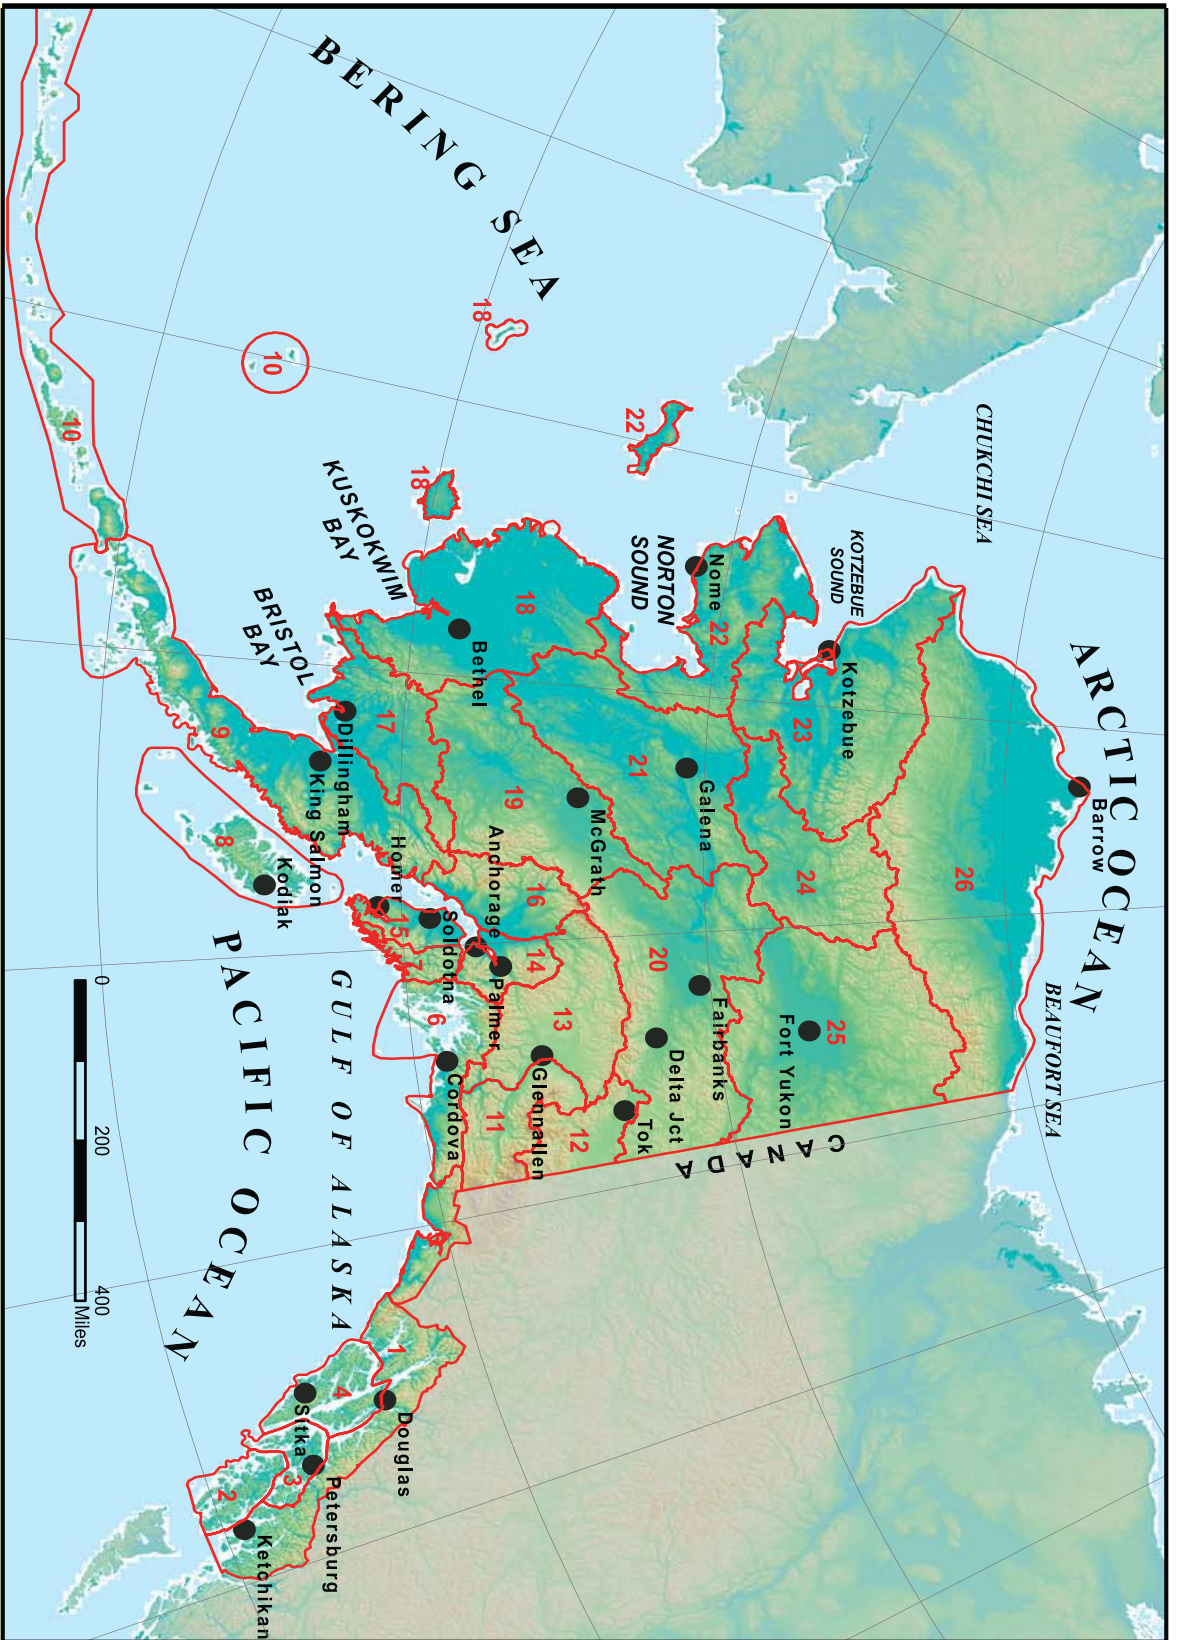 ARCTIC OCEAN
CHUKCHI SEA
BEAUFORT SEA
Barrow
26
KOTZEBUE
SOUND
Kotzebue
23
24
25
Fort Yukon
CANADA
BERING SEA
22
Nome
22
NORTON
SOUND
Galena
21
Fairbanks
20
Delta Jct
Tok
18
18
18
Bethel
McGrath
19
16
14
13
12
Glennallen
11
Anchorage
Palmer
KUSKOKWIM
BAY
17
Dillingham
BRISTOL
BAY
King Salmon
Homer
Soldotna
15
7
6
Cordova
10
10
9
8
Kodiak
GULF OF ALASKA
PACIFIC OCEAN
1
Douglas
4
Sitka
Petersburg
3
2
Ketchikan
0
200
400
Miles